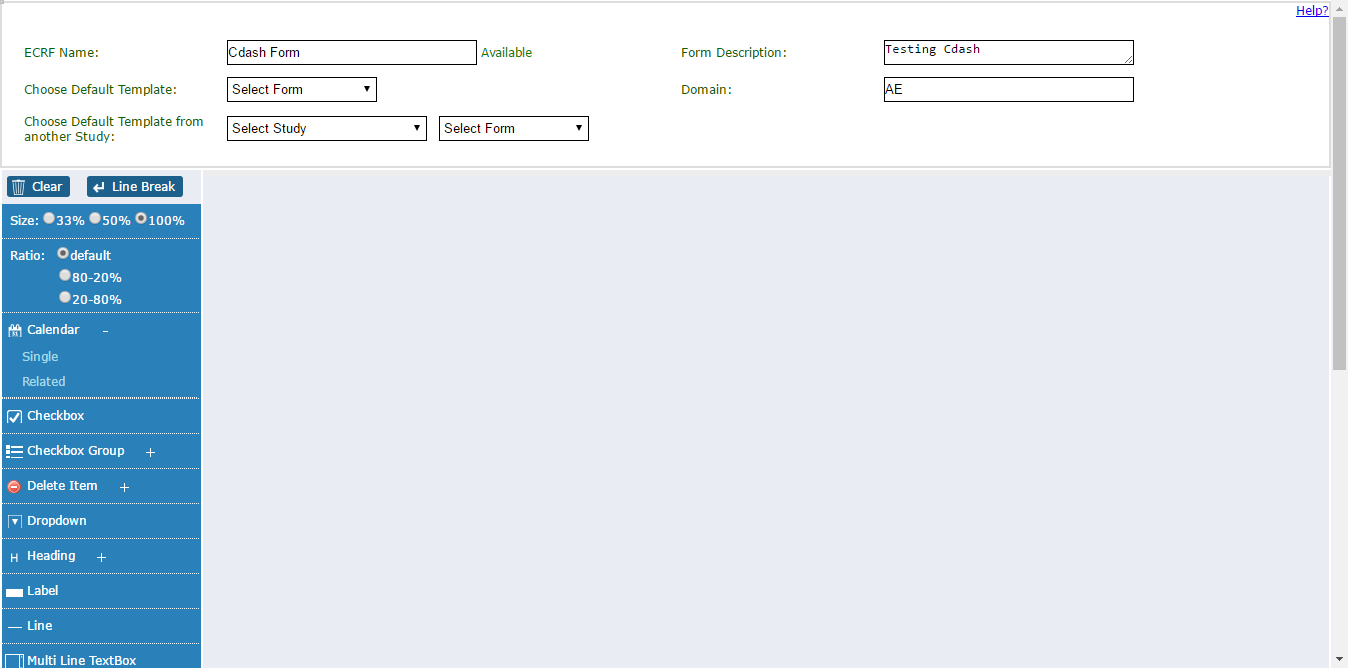 Help?
ECRF Name: Cdash Form Available Form Description: Testing Cdash
Choose Default Template: Select Form Domain: AE
Choose Default Template from
another Study: Select Study Select Form
Clear Line Break
Size: 33% 50% 100%
Ratio: default
80-20%
20-80%
Calendar -
Single
Related
Checkbox
Checkbox Group +
Delete Item +
Dropdown
H Heading +
Label
Line
Multi Line TextBox